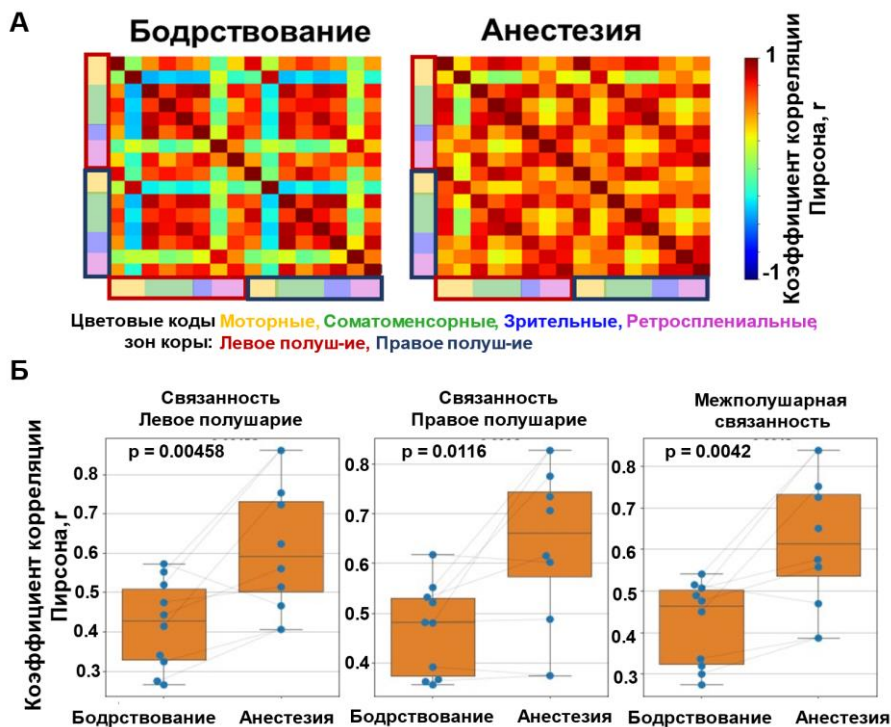 А
Бодрствование
Анестезия
1
-1
Коэффициент корреляции
Пирсона, r
Цветовые коды Моторные, Соматоменсорные, Зрительные, Ретросплениальные,
зон коры: Левое полуш-ие, Правое полуш-ие
Б
Связанность
Левое полушарие
Связанность
Правое полушарие
Межполушарная
связанность
Коэффициент корреляции
Пирсона, r
p = 0.00458
0.8
0.7
0.6
0.5
0.4
0.3
Бодрствование
Анестезия
p = 0.0116
0.8
0.7
0.6
0.5
0.4
Бодрствование
Анестезия
p = 0.0042
0.8
0.7
0.6
0.5
0.4
0.3
Бодрствование
Анестезия